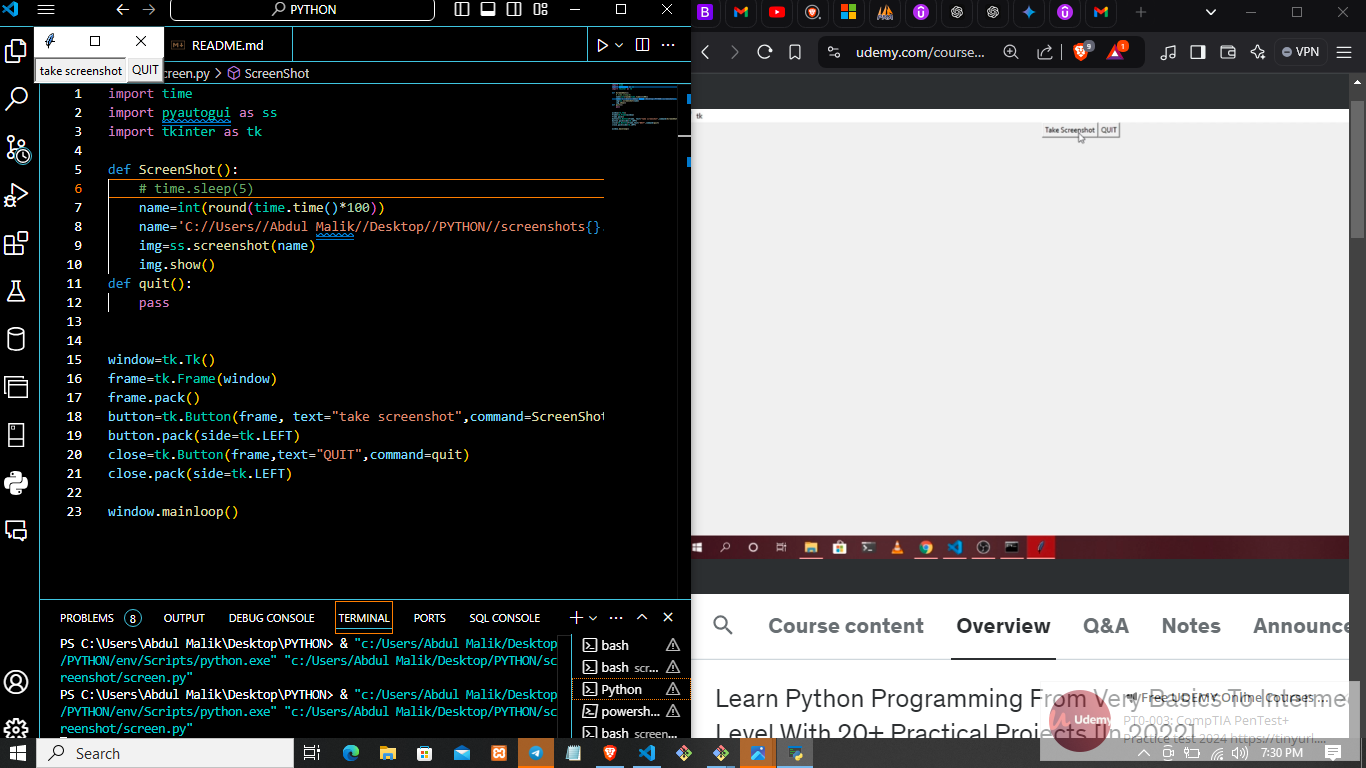 PYTHON
take screenshot
QUIT
README.md
creen.py > ScreenShot
1 import time
2 import pyautogui as ss
3 import tkinter as tk
4
5 def ScreenShot():
6 # time.sleep(5)
7 name=int(round(time.time()*100))
8 name='C://Users//Abdul Malik//Desktop//PYTHON//screenshots{}.
9 img=ss.screenshot(name)
10 img.show()
11 def quit():
12 pass
13
14
15 window=tk.Tk()
16 frame=tk.Frame(window)
17 frame.pack()
18 button=tk.Button(frame, text="take screenshot",command=ScreenShot
19 button.pack(side=tk.LEFT)
20 close=tk.Button(frame,text="QUIT",command=quit)
21 close.pack(side=tk.LEFT)
22
23 window.mainloop()
PROBLEMS 8 OUTPUT DEBUG CONSOLE TERMINAL PORTS SQL CONSOLE
PS C:\Users\Abdul Malik\Desktop\PYTHON> & "c:/Users/Abdul Malik/Desktop
/PYTHON/env/Scripts/python.exe" "c:/Users/Abdul Malik/Desktop/PYTHON/sc
reenshot/screen.py"
PS C:\Users\Abdul Malik\Desktop\PYTHON> & "c:/Users/Abdul Malik/Desktop
/PYTHON/env/Scripts/python.exe" "c:/Users/Abdul Malik/Desktop/PYTHON/sc
reenshot/screen.py"
bash
bash scr...
Python
powersh...
bash screen...
udemy.com/course...
9
1
VPN
tk
Take Screenshot QUIT
Course content Overview Q&A Notes Announce
Learn Python Programming From Very Basics To Interme
Level With 20+ Practical Projects [In 2022]
Free UDEMY Online Courses ...
PT0-003: CompTIA PenTest+
Practice test 2024 https://tinyurl....
Udemy
Search
7:30 PM